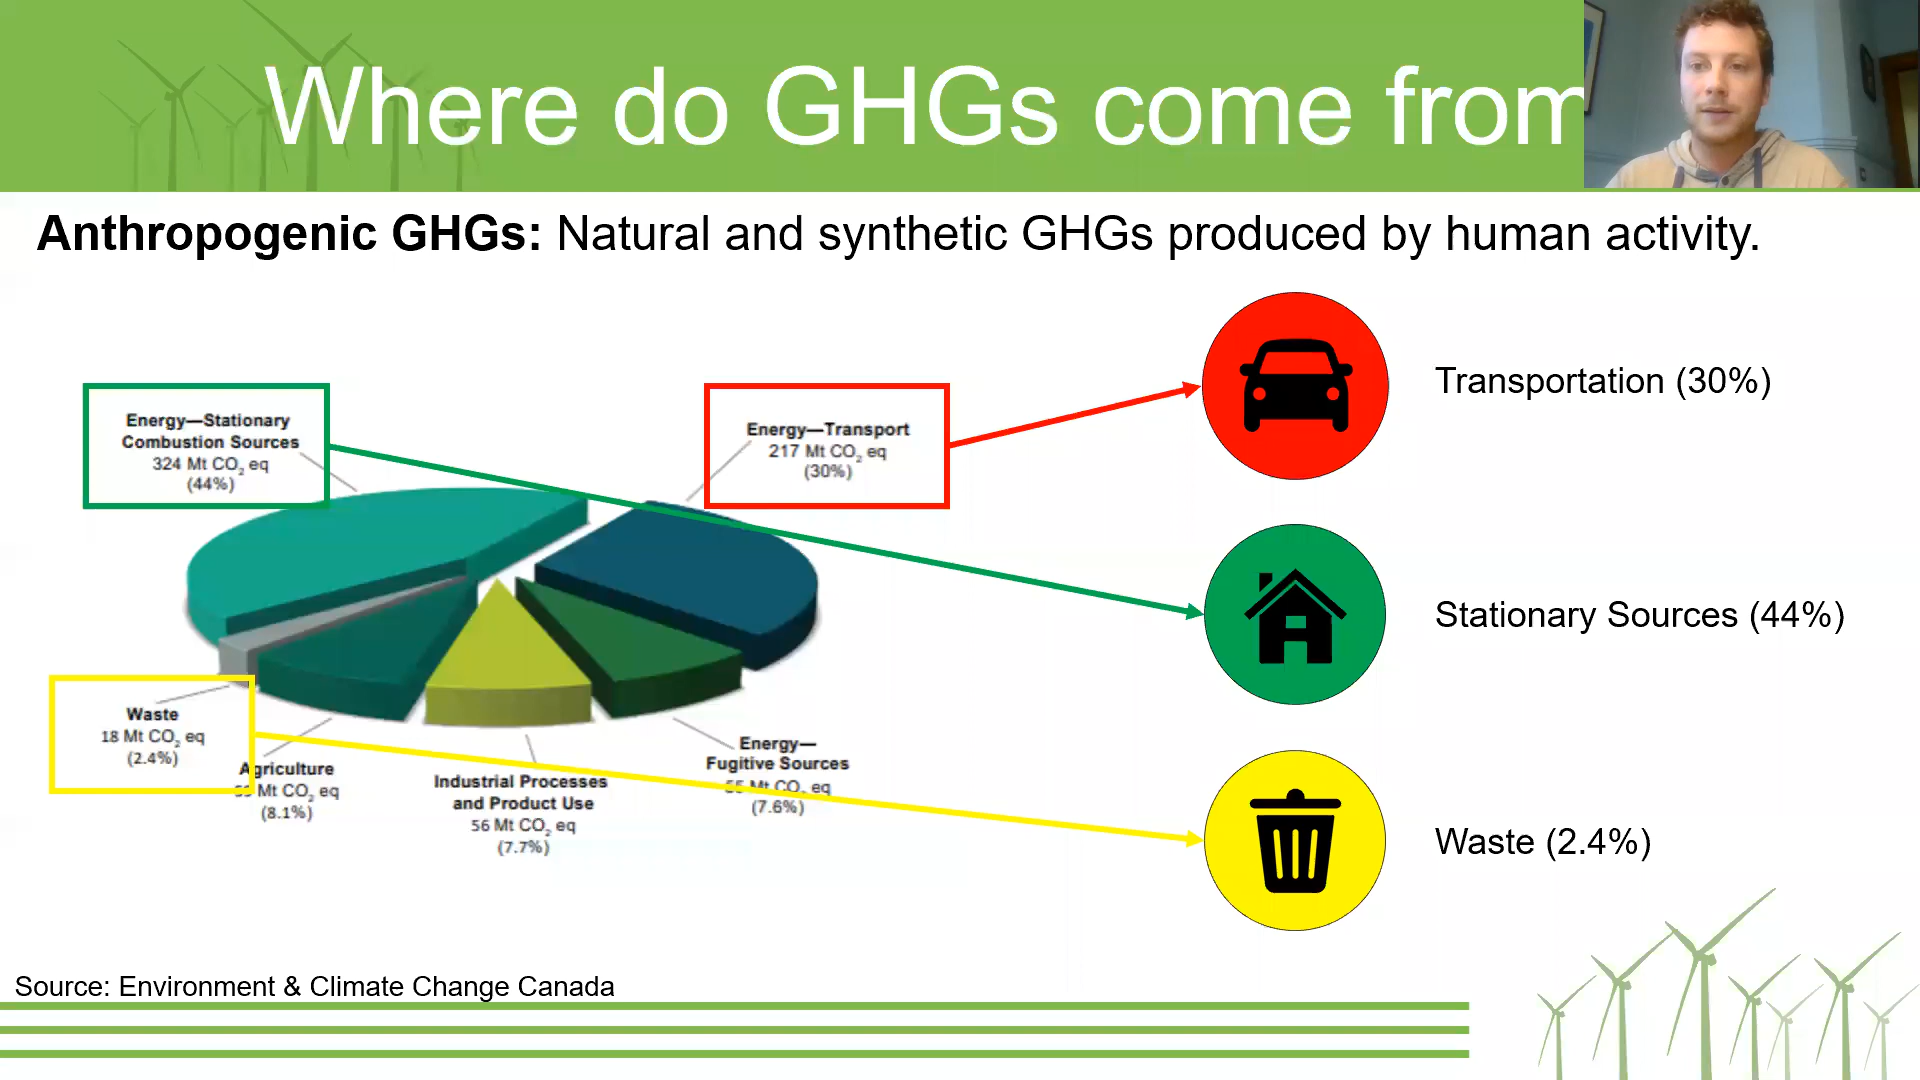 Where do GHGs come from
Anthropogenic GHGs: Natural and synthetic GHGs produced by human activity.
Energy—Stationary
Combustion Sources
324 Mt CO₂ eq
(44%)
Energy—Transport
217 Mt CO₂ eq
(30%)
Transportation (30%)
Stationary Sources (44%)
Waste
18 Mt CO₂ eq
(2.4%)
Agriculture
Mt CO₂ eq
(8.1%)
Industrial Processes
and Product Use
56 Mt CO₂ eq
(7.7%)
Energy—
Fugitive Sources
55 Mt CO₂ eq
(7.6%)
Waste (2.4%)
Source: Environment & Climate Change Canada